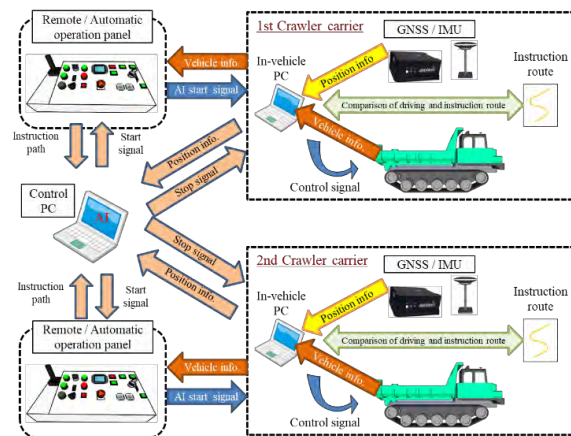 Remote / Automatic
operation panel
Vehicle info.
AI start signal
Instruction
path
Start
signal
Control
PC
AI
Position info.
Stop signal
Stop signal
Position info.
Instruction
path
Start
signal
Remote / Automatic
operation panel
Vehicle info.
AI start signal
1st Crawler carrier
GNSS / IMU
In-vehicle
PC
Position info
Instruction
route
Comparison of driving and instruction route
Vehicle info.
Control signal
2nd Crawler carrier
GNSS / IMU
In-vehicle
PC
Position info
Instruction
route
Comparison of driving and instruction route
Vehicle info.
Control signal